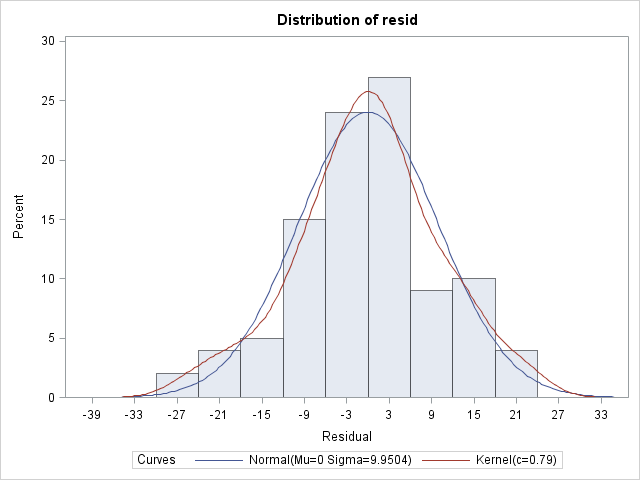 Distribution of resid
30
25
20
15
10
5
0
Percent
-39 -33 -27 -21 -15 -9 -3 3 9 15 21 27 33
Residual
Curves Normal(Mu=0 Sigma=9.9504) Kernel(c=0.79)